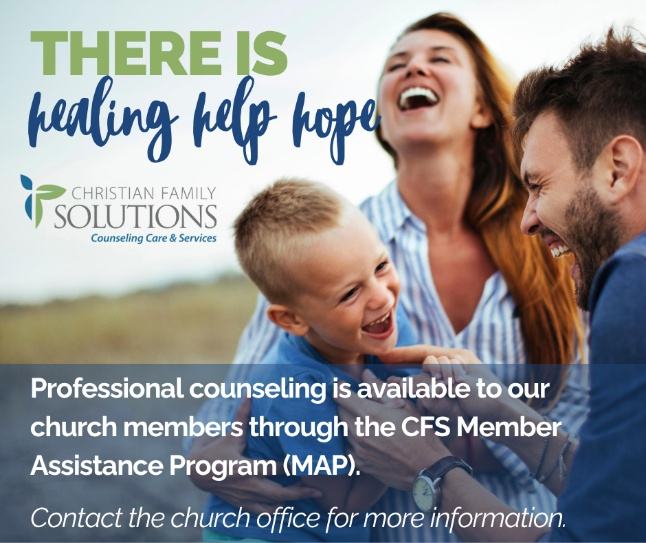 THERE IS
healing help hope
CHRISTIAN FAMILY
SOLUTIONS
Counseling Care & Services
Professional counseling is available to our
church members through the CFS Member
Assistance Program (MAP).
Contact the church office for more information.